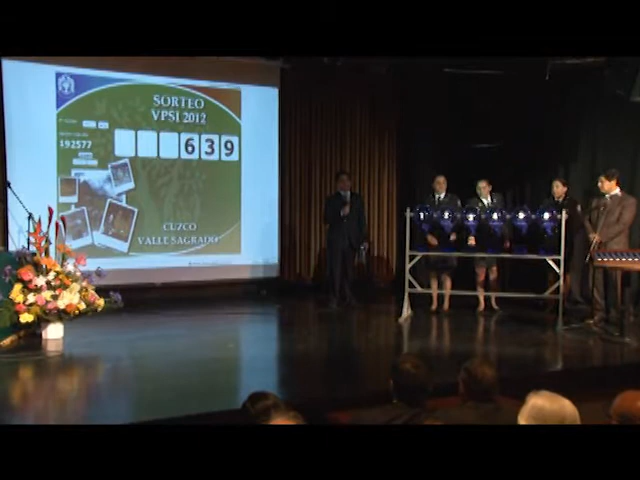 SORTEO
VPSI 2012
192577
639
CUZCO
VALLE SAGRADO